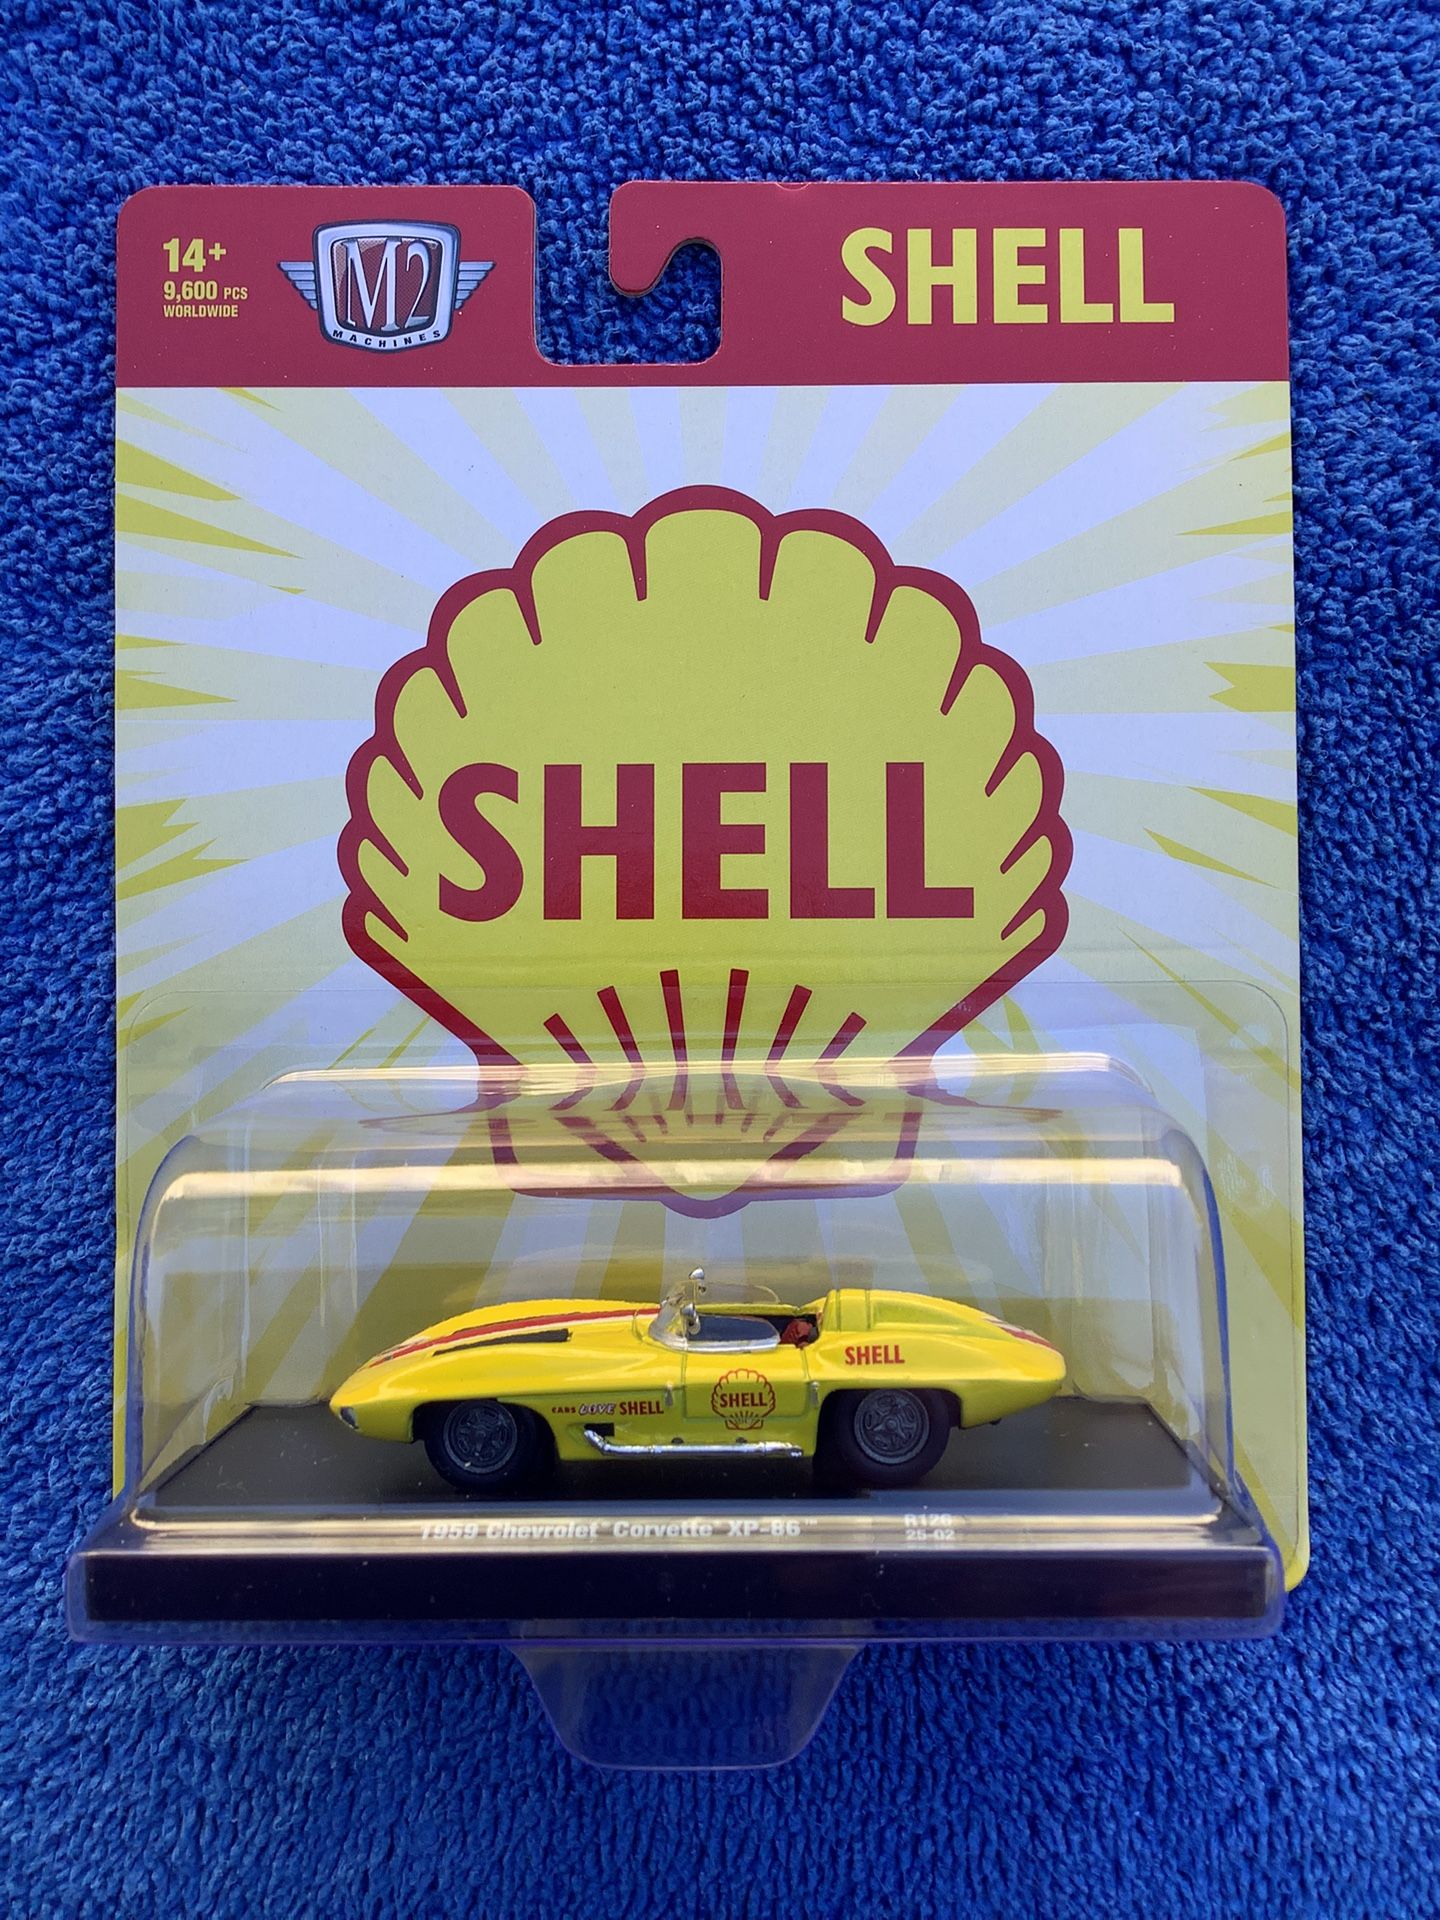 14+
9,600 PCS
WORLDWIDE
M2
MACHINES
SHELL
SHELL
SHELL
CARS LOVE SHELL
SHELL
1959 Chevrolet® Corvette® XP-86™
R126
25-02